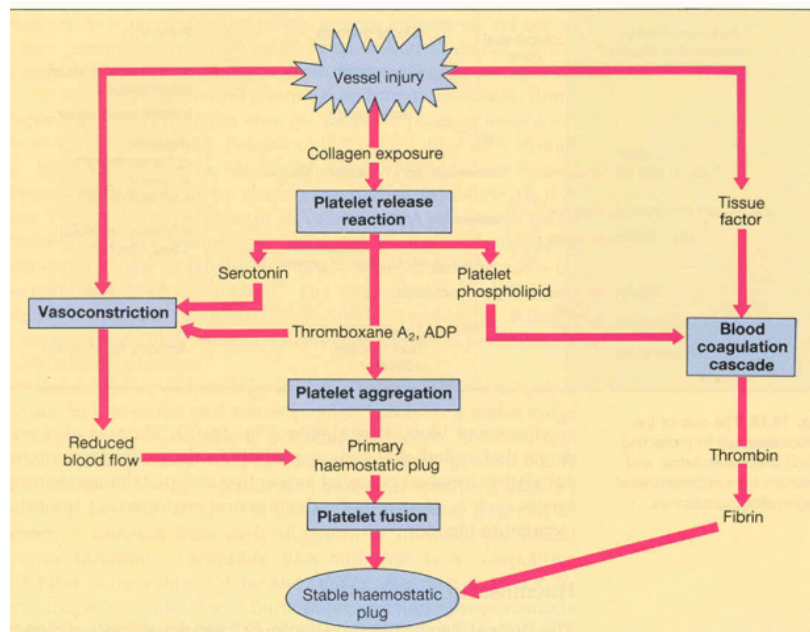 Vessel injury
Collagen exposure
Platelet release
reaction
Tissue
factor
Serotonin
Platelet
phospholipid
Vasoconstriction
Thromboxane A₂, ADP
Blood
coagulation
cascade
Platelet aggregation
Reduced
blood flow
Primary
haemostatic plug
Thrombin
Platelet fusion
Fibrin
Stable haemostatic
plug